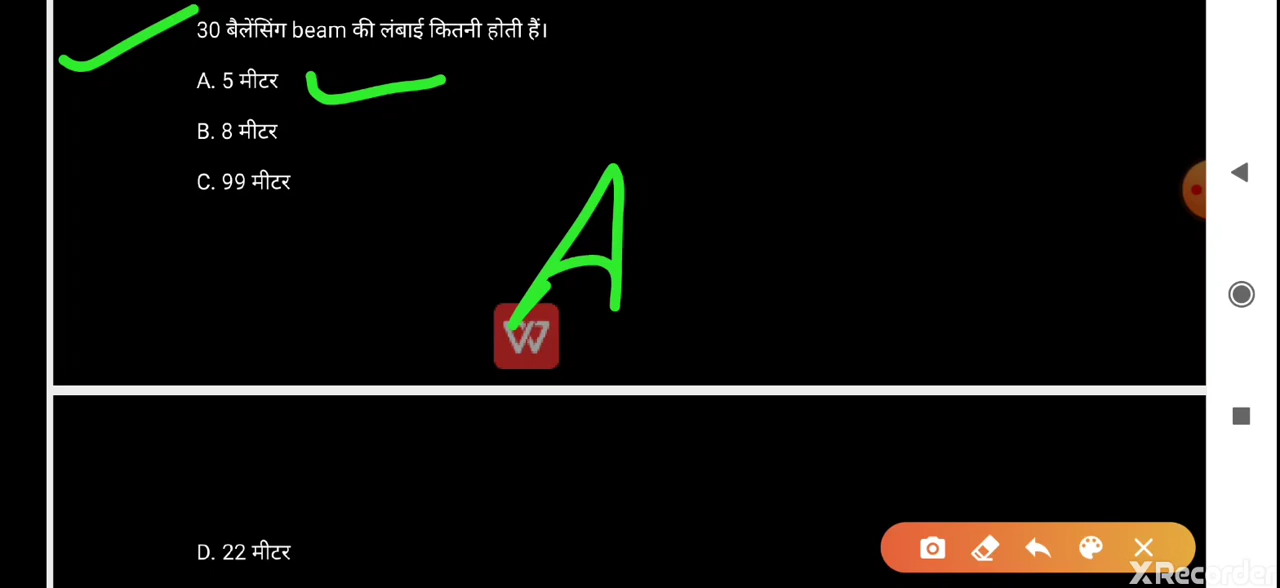 30 बैलेंसिंग beam की लंबाई कितनी होती हैं।
A. 5 मीटर
B. 8 मीटर
C. 99 मीटर
A
W
D. 22 मीटर
XRecorder